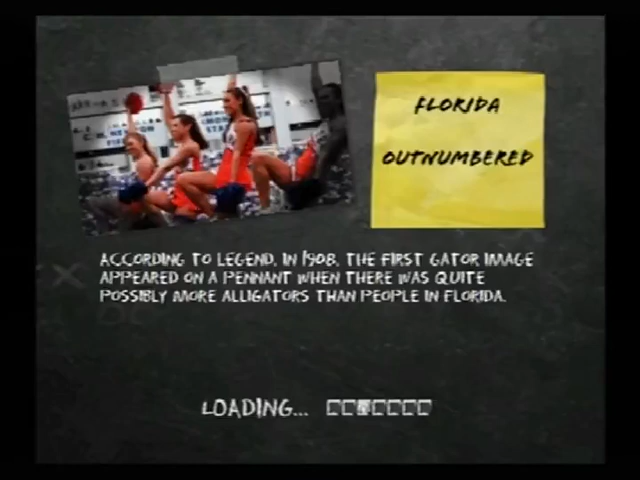 FLORIDA
OUTNUMBERED
ACCORDING TO LEGEND, IN 1908, THE FIRST GATOR IMAGE
APPEARED ON A PENNANT WHEN THERE WAS QUITE
POSSIBLY MORE ALLIGATORS THAN PEOPLE IN FLORIDA.
LOADING...